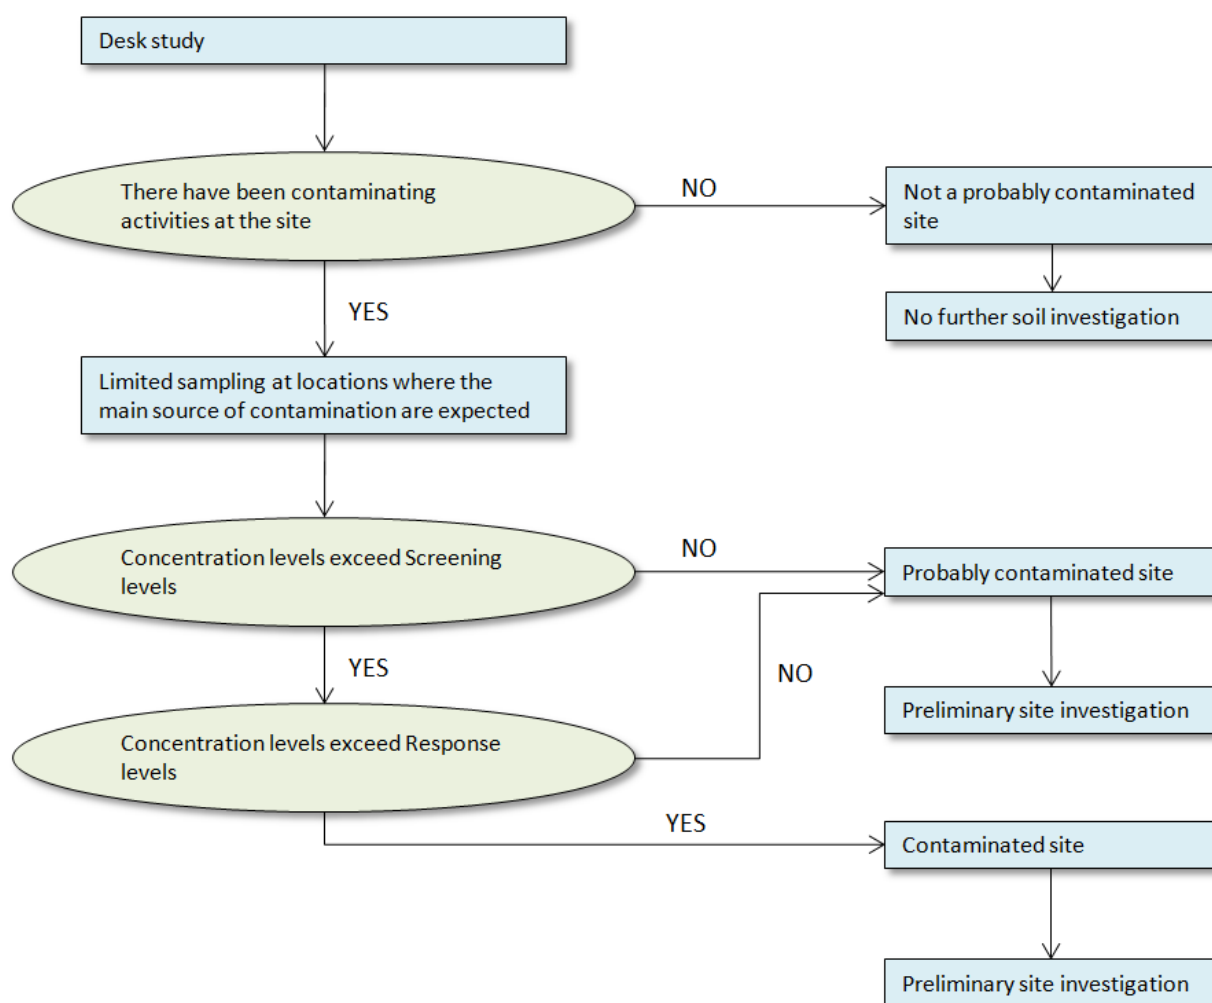 Desk study
There have been contaminating
activities at the site
NO
Not a probably contaminated
site
YES
No further soil investigation
Limited sampling at locations where the
main source of contamination are expected
Concentration levels exceed Screening
levels
NO
Probably contaminated site
YES
NO
Preliminary site investigation
Concentration levels exceed Response
levels
YES
Contaminated site
Preliminary site investigation